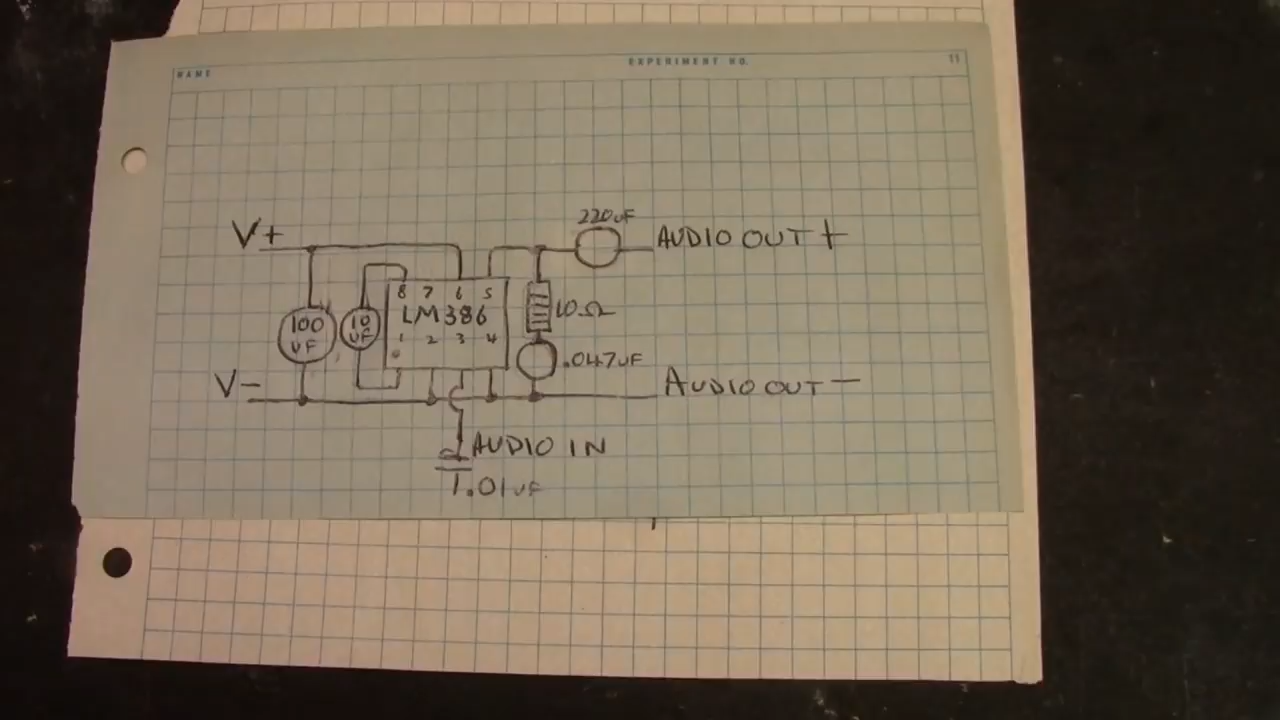 NAME
EXPERIMENT NO.
11
220uF
V+
AUDIO OUT +
8 7 6 5
100
UF
10
UF
LM386
10Ω
1 2 3 4
.047uF
V-
AUDIO OUT -
AUDIO IN
.01uF